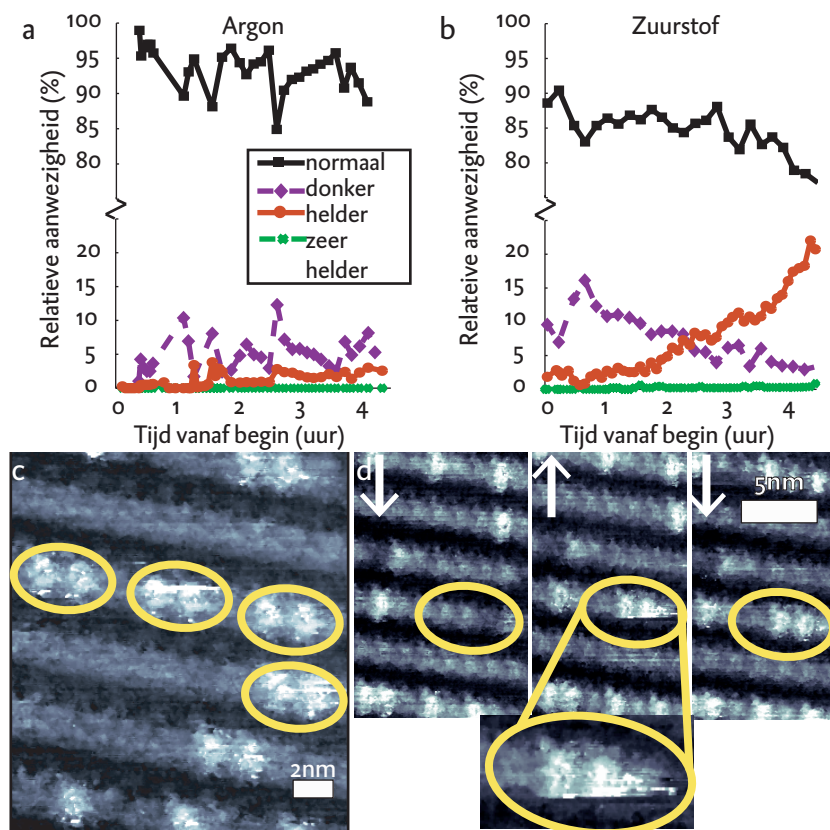 a
Argon
b
Zuurstof
Relatieve aanwezigheid (%)
100
95
90
85
80
20
15
10
5
0
normaal
donker
helder
zeer
helder
0
1
2
3
4
Tijd vanaf begin (uur)
Relateive aanwezigheid (%)
100
95
90
85
80
20
15
10
5
0
0
1
2
3
4
Tijd vanaf begin (uur)
c
2nm
d
5nm